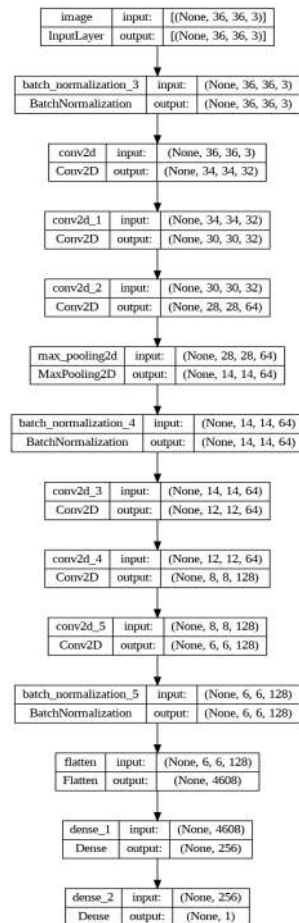 image input: [(None, 36, 36, 3)]
InputLayer output: [(None, 36, 36, 3)]
batch_normalization_3 input: (None, 36, 36, 3)
BatchNormalization output: (None, 36, 36, 3)
conv2d input: (None, 36, 36, 3)
Conv2D output: (None, 34, 34, 32)
conv2d_1 input: (None, 34, 34, 32)
Conv2D output: (None, 30, 30, 32)
conv2d_2 input: (None, 30, 30, 32)
Conv2D output: (None, 28, 28, 64)
max_pooling2d input: (None, 28, 28, 64)
MaxPooling2D output: (None, 14, 14, 64)
batch_normalization_4 input: (None, 14, 14, 64)
BatchNormalization output: (None, 14, 14, 64)
conv2d_3 input: (None, 14, 14, 64)
Conv2D output: (None, 12, 12, 64)
conv2d_4 input: (None, 12, 12, 64)
Conv2D output: (None, 8, 8, 128)
conv2d_5 input: (None, 8, 8, 128)
Conv2D output: (None, 6, 6, 128)
batch_normalization_5 input: (None, 6, 6, 128)
BatchNormalization output: (None, 6, 6, 128)
flatten input: (None, 6, 6, 128)
Flatten output: (None, 4608)
dense_1 input: (None, 4608)
Dense output: (None, 256)
dense_2 input: (None, 256)
Dense output: (None, 1)